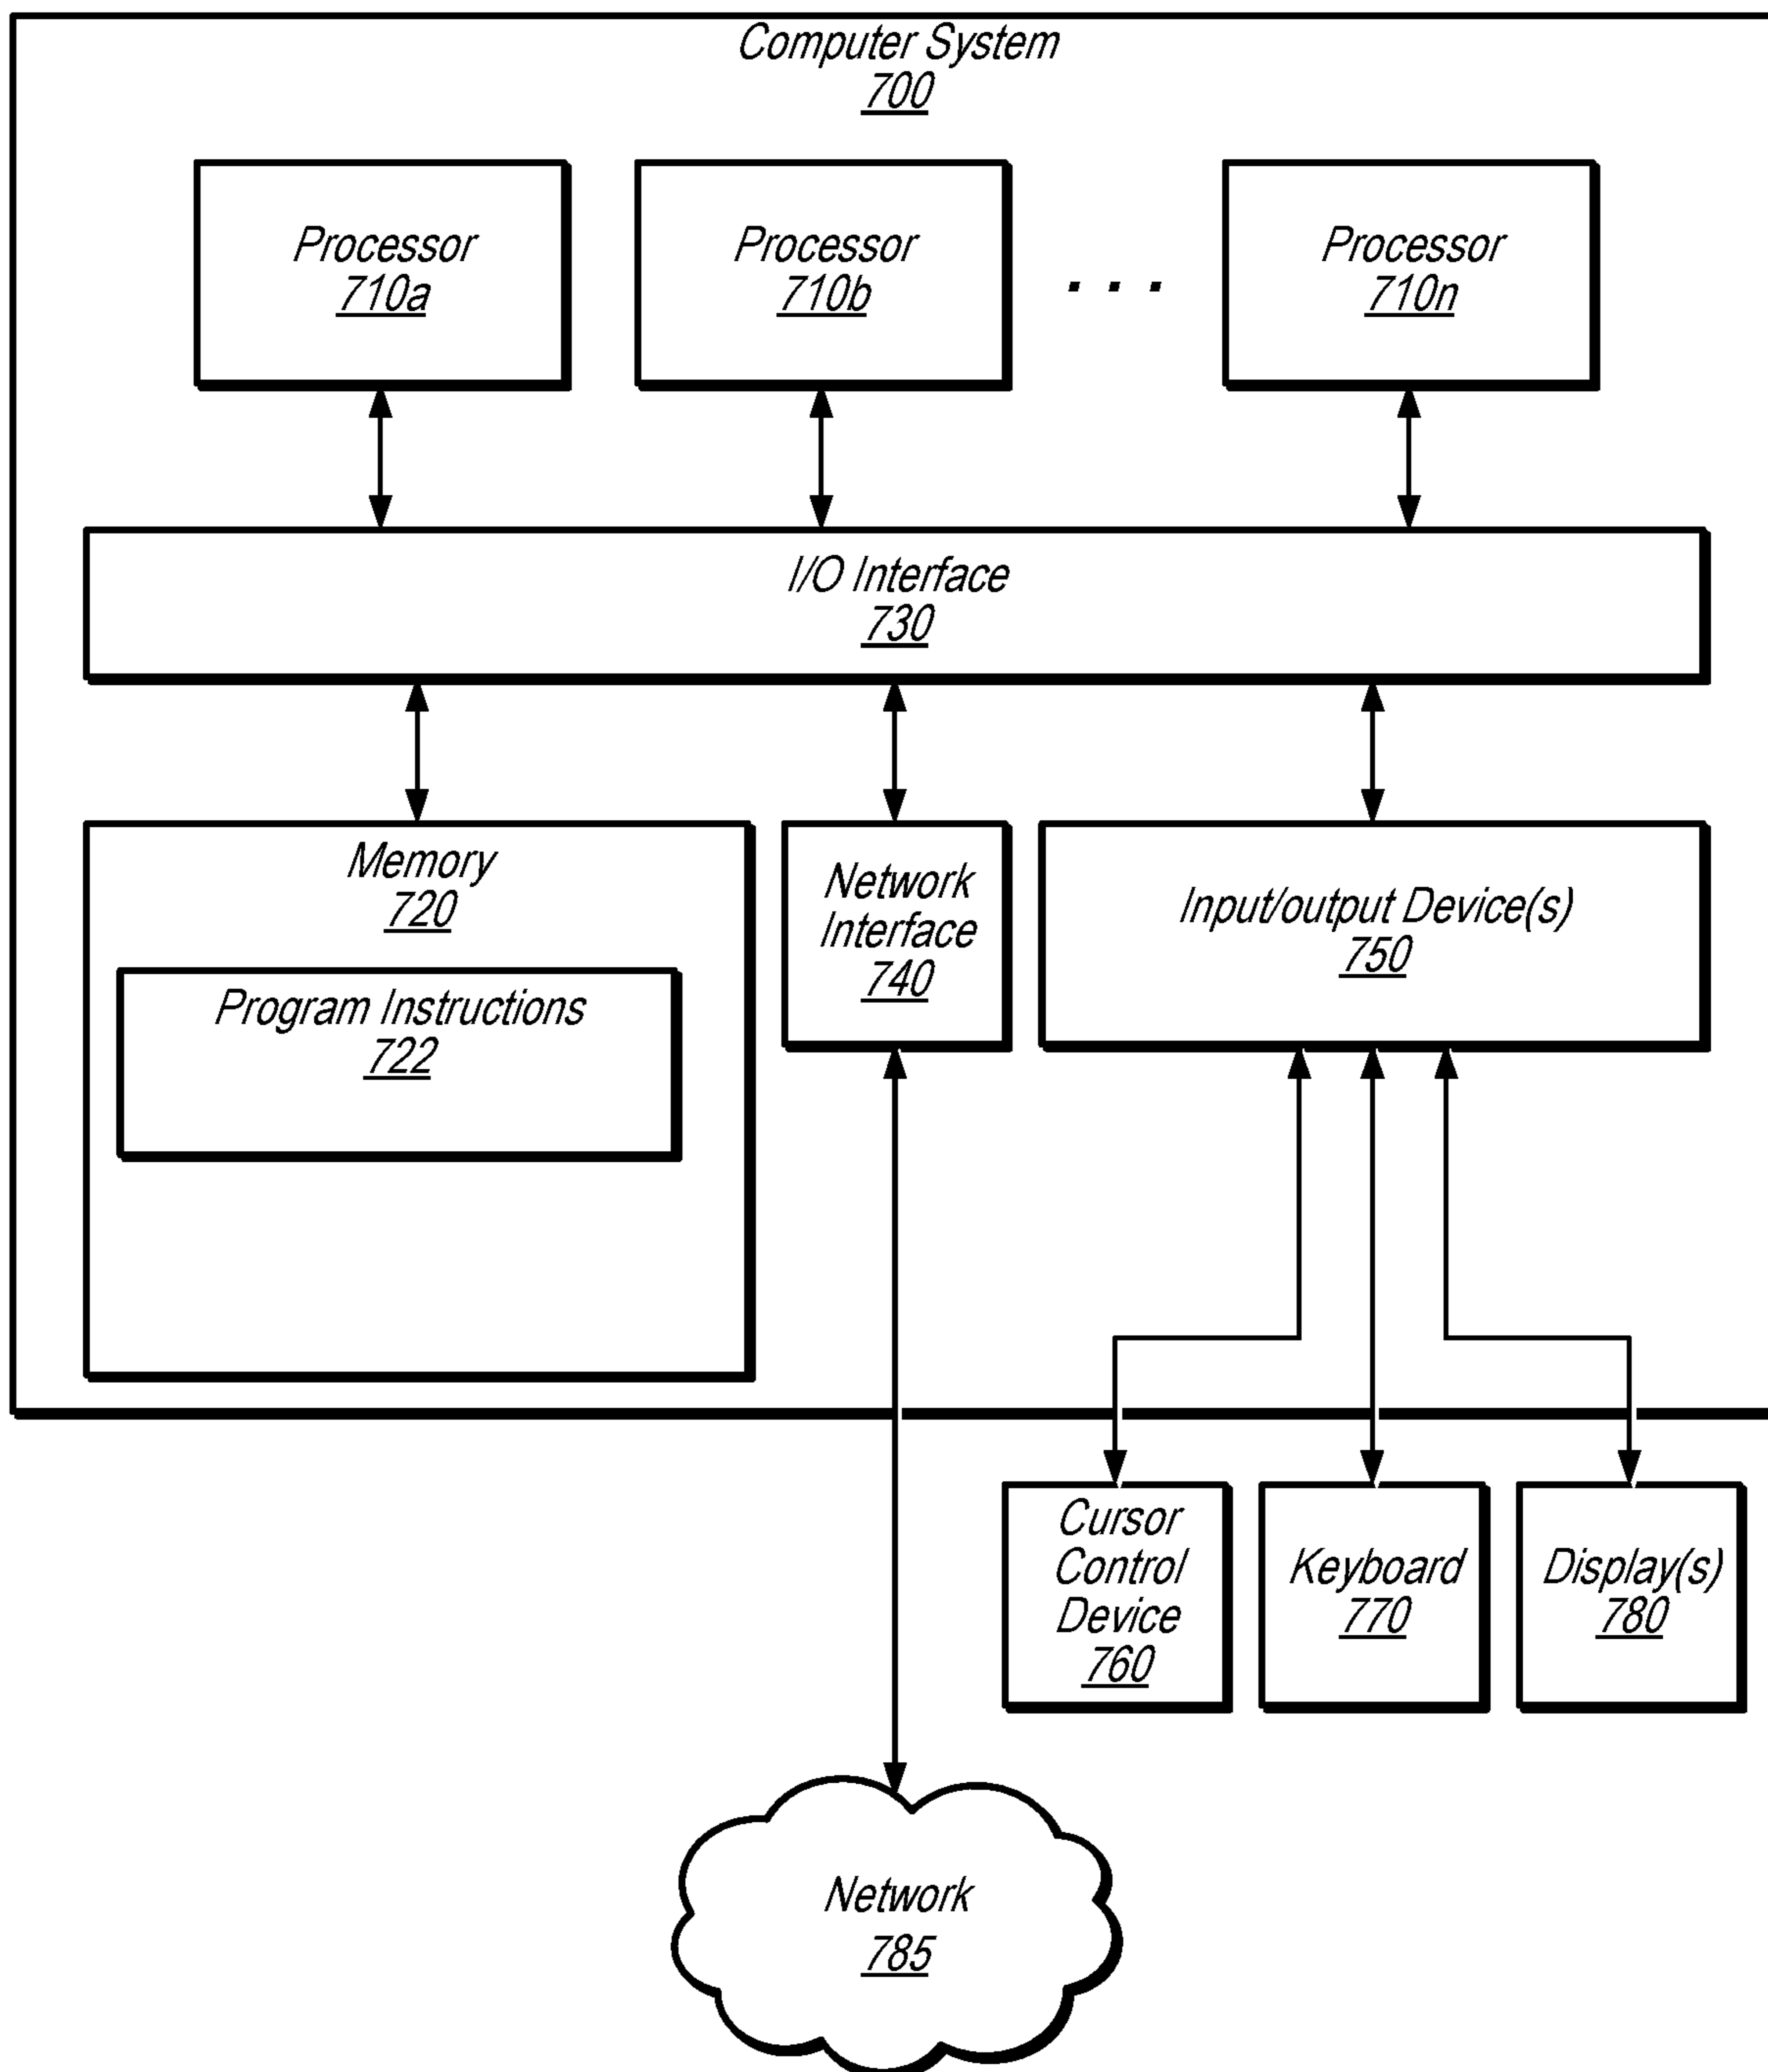 Computer System
700
Processor
710a
Processor
710b
. . .
Processor
710n
I/O Interface
730
Memory
720
Program Instructions
722
Network
Interface
740
Input/output Device(s)
750
Cursor
Control
Device
760
Keyboard
770
Display(s)
780
Network
785